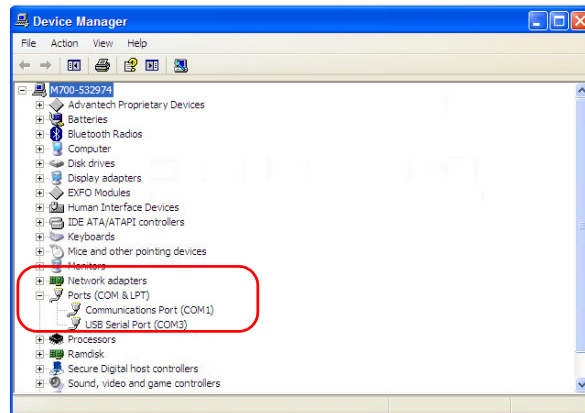 Device Manager
File Action View Help
M700-532974
Advantech Proprietary Devices
Batteries
Bluetooth Radios
Computer
Disk drives
Display adapters
EXFO Modules
Human Interface Devices
IDE ATA/ATAPI controllers
Keyboards
Mice and other pointing devices
Monitors
Network adapters
Ports (COM & LPT)
Communications Port (COM1)
USB Serial Port (COM3)
Processors
Ramdisk
Secure Digital host controllers
Sound, video and game controllers